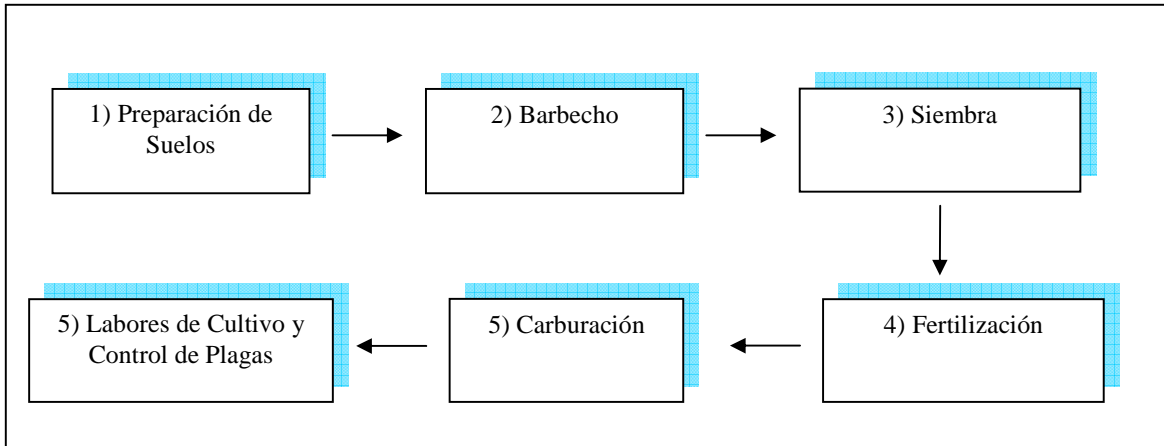 1) Preparación de
Suelos
2) Barbecho
3) Siembra
4) Fertilización
5) Carburación
5) Labores de Cultivo y
Control de Plagas